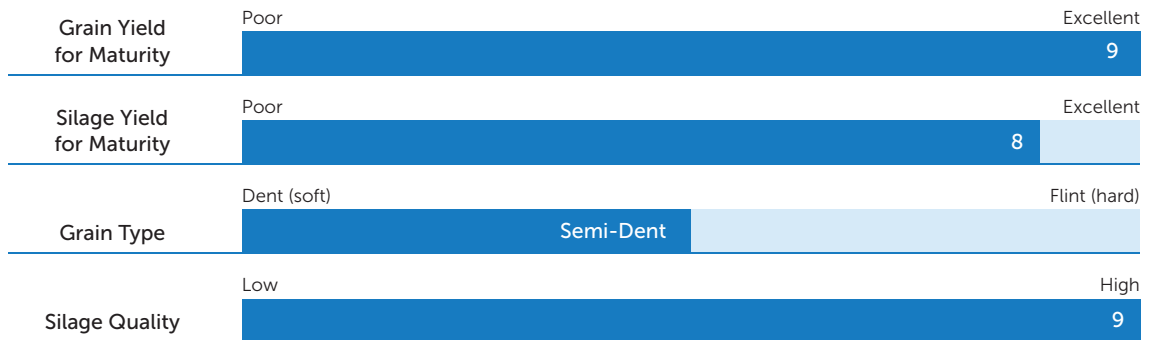 Grain Yield
for Maturity
Poor
Excellent
9
Silage Yield
for Maturity
Poor
Excellent
8
Grain Type
Dent (soft)
Flint (hard)
Semi-Dent
Silage Quality
Low
High
9